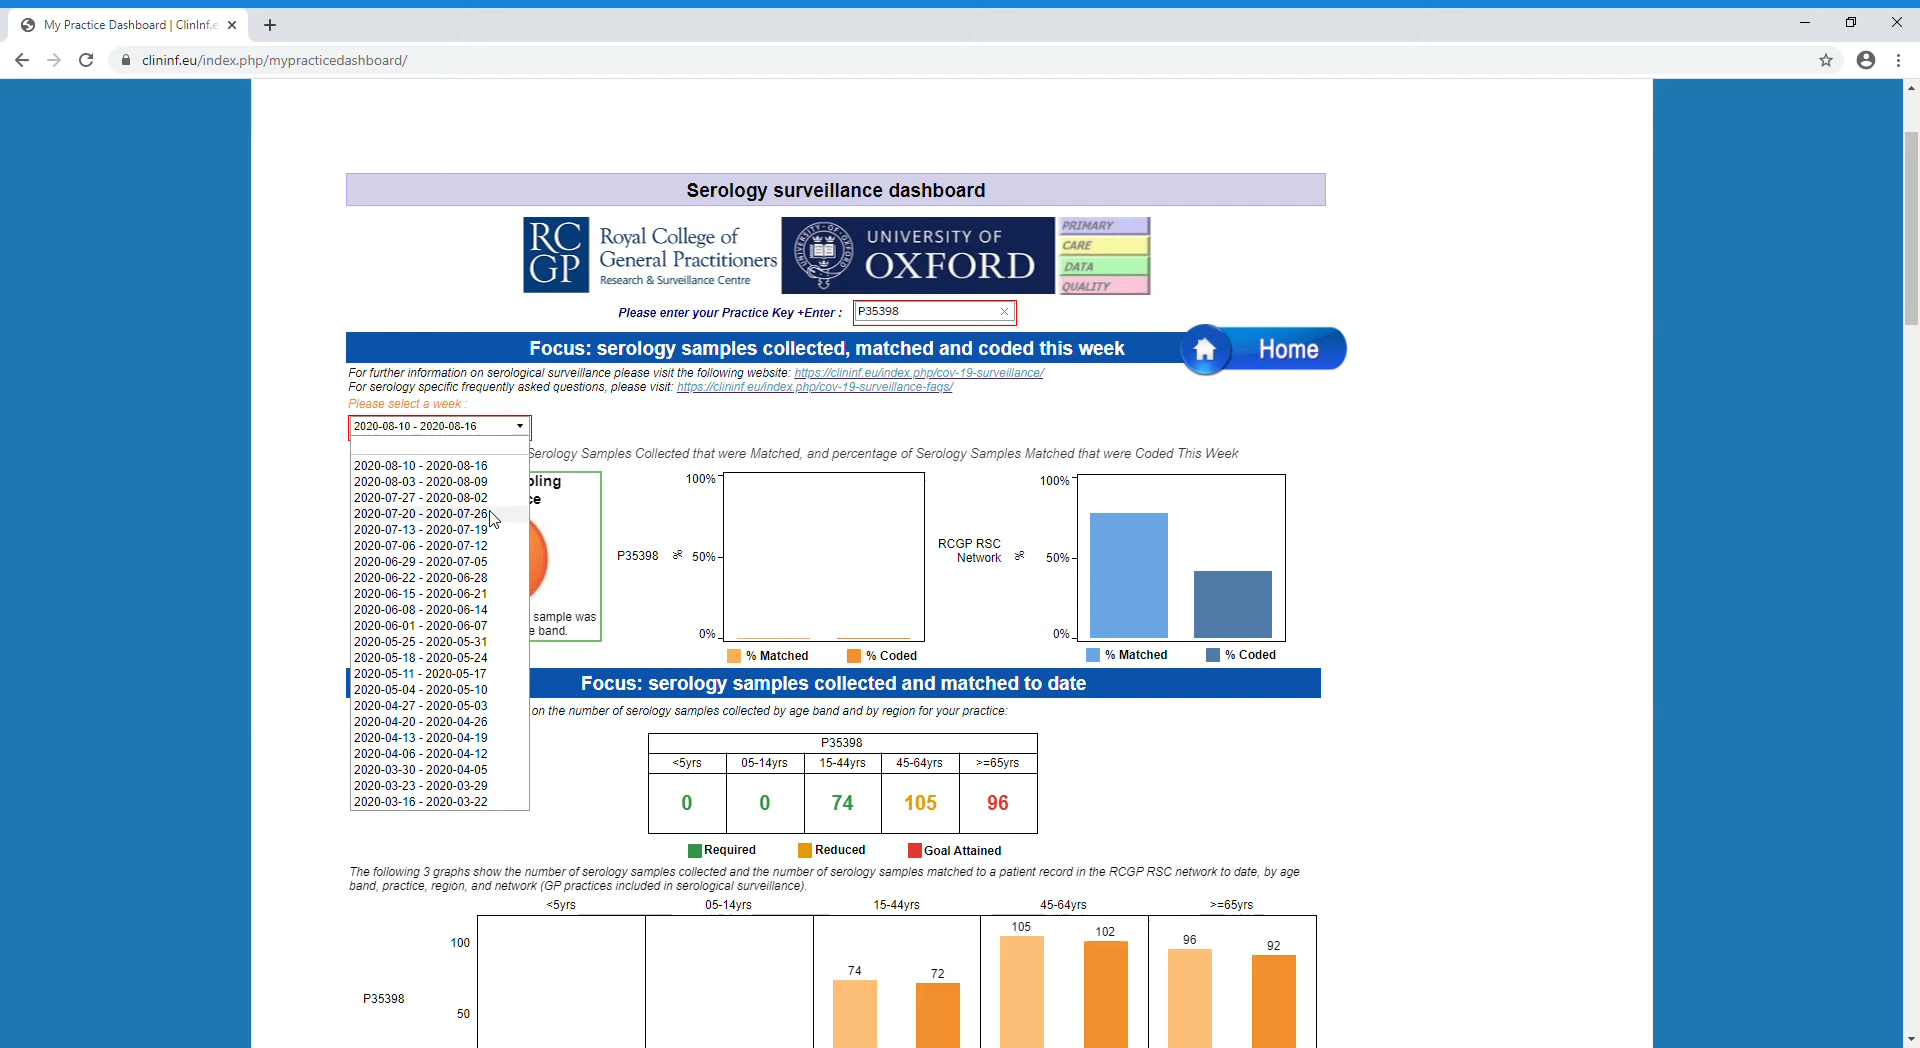 My Practice Dashboard | ClinInf.e
clininf.eu/index.php/mypracticedashboard/
Serology surveillance dashboard
RC
GP
Royal College of
General Practitioners
Research & Surveillance Centre
UNIVERSITY OF
OXFORD
PRIMARY
CARE
DATA
QUALITY
Please enter your Practice Key +Enter :
P35398
Focus: serology samples collected, matched and coded this week
Home
For further information on serological surveillance please visit the following website: https://clininf.eu/index.php/cov-19-surveillance/
For serology specific frequently asked questions, please visit: https://clininf.eu/index.php/cov-19-surveillance-faqs/
Please select a week :
2020-08-10 - 2020-08-16
2020-08-10 - 2020-08-16
2020-08-03 - 2020-08-09
2020-07-27 - 2020-08-02
2020-07-20 - 2020-07-26
2020-07-13 - 2020-07-19
2020-07-06 - 2020-07-12
2020-06-29 - 2020-07-05
2020-06-22 - 2020-06-28
2020-06-15 - 2020-06-21
2020-06-08 - 2020-06-14
2020-06-01 - 2020-06-07
2020-05-25 - 2020-05-31
2020-05-18 - 2020-05-24
2020-05-11 - 2020-05-17
2020-05-04 - 2020-05-10
2020-04-27 - 2020-05-03
2020-04-20 - 2020-04-26
2020-04-13 - 2020-04-19
2020-04-06 - 2020-04-12
2020-03-30 - 2020-04-05
2020-03-23 - 2020-03-29
2020-03-16 - 2020-03-22
Serology Samples Collected that were Matched, and percentage of Serology Samples Matched that were Coded This Week
pling
ce
sample was
e band.
P35398
%
100%
50%
0%
% Matched
% Coded
RCGP RSC
Network
%
100%
50%
0%
% Matched
% Coded
Focus: serology samples collected and matched to date
on the number of serology samples collected by age band and by region for your practice:
P35398
<5yrs 05-14yrs 15-44yrs 45-64yrs >=65yrs
0 0 74 105 96
Required Reduced Goal Attained
The following 3 graphs show the number of serology samples collected and the number of serology samples matched to a patient record in the RCGP RSC network to date, by age
band, practice, region, and network (GP practices included in serological surveillance).
<5yrs 05-14yrs 15-44yrs 45-64yrs >=65yrs
P35398
100
50
74 72
105 102
96 92